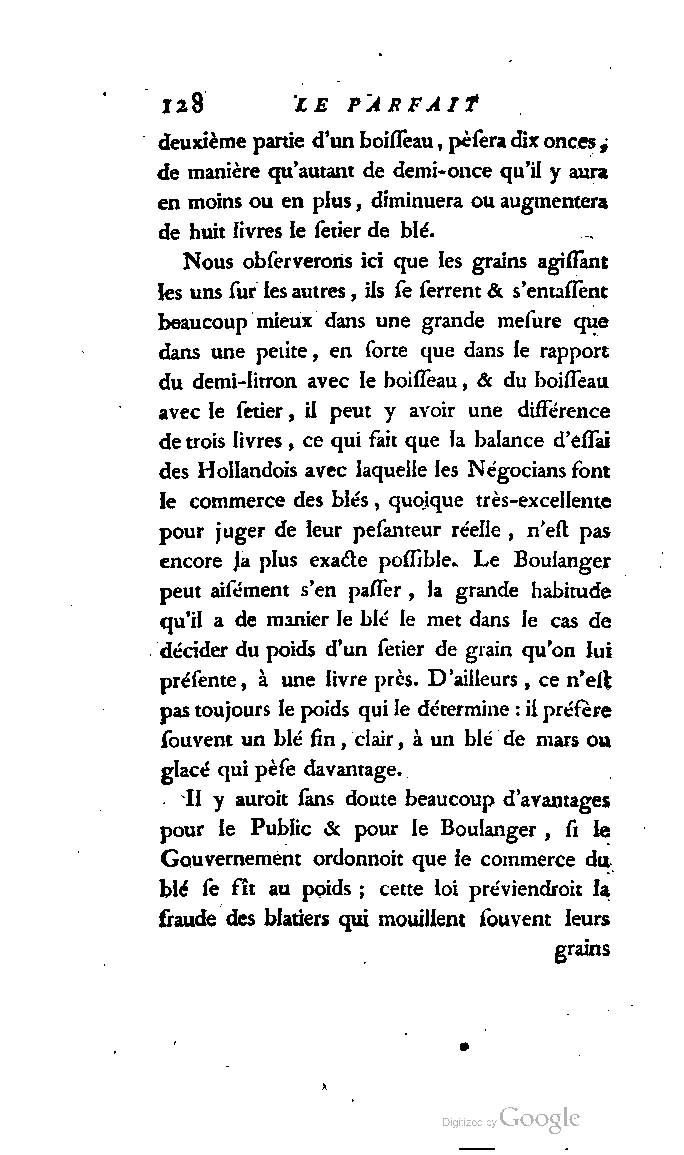 128 LE PARFAIT
deuxième partie d'un boiſſeau, pèſera dix onces;
de manière qu'autant de demi-once qu'il y aura
en moins ou en plus, diminuera ou augmentera
de huit livres le ſetier de blé.
Nous obſerverons ici que les grains agiſſant
les uns ſur les autres, ils ſe ſerrent & s'entaſſent
beaucoup mieux dans une grande meſure que
dans une petite, en ſorte que dans le rapport
du demi-litron avec le boiſſeau, & du boiſſeau
avec le ſetier, il peut y avoir une différence
de trois livres, ce qui fait que la balance d'éſſai
des Hollandois avec laquelle les Négocians font
le commerce des blés, quoique très-excellente
pour juger de leur peſanteur réelle, n'eſt pas
encore la plus exacte poſſible. Le Boulanger
peut aiſément s'en paſſer, la grande habitude
qu'il a de manier le blé le met dans le cas de
décider du poids d'un ſetier de grain qu'on lui
préſente, à une livre près. D'ailleurs, ce n'eſt
pas toujours le poids qui le détermine : il préfère
ſouvent un blé fin, clair, à un blé de mars ou
glacé qui pèſe davantage.
Il y auroit ſans doute beaucoup d'avantages
pour le Public & pour le Boulanger, ſi le
Gouvernement ordonnoit que le commerce du
blé ſe fît au poids ; cette loi préviendroit la
fraude des blatiers qui mouillent ſouvent leurs
grains
Digitized by Google